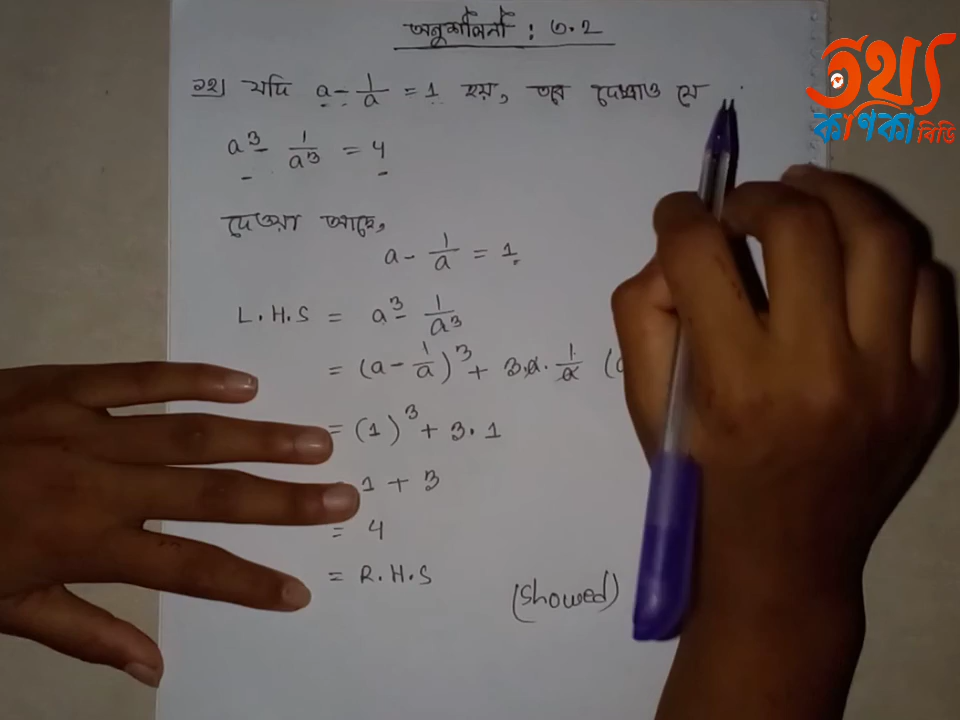 অনুশীলনী : ৩.২
তথ্য
কণিকা বিডি
২২) যদি a - 1/a = 1 হয়, তবে দেখাও যে
a³ - 1/a³ = 4
দেওয়া আছে,
a - 1/a = 1
L.H.S = a³ - 1/a³
= (a - 1/a)³ + 3.a. 1/a (a
= (1)³ + 3.1
1 + 3
= 4
= R.H.S
(Showed)